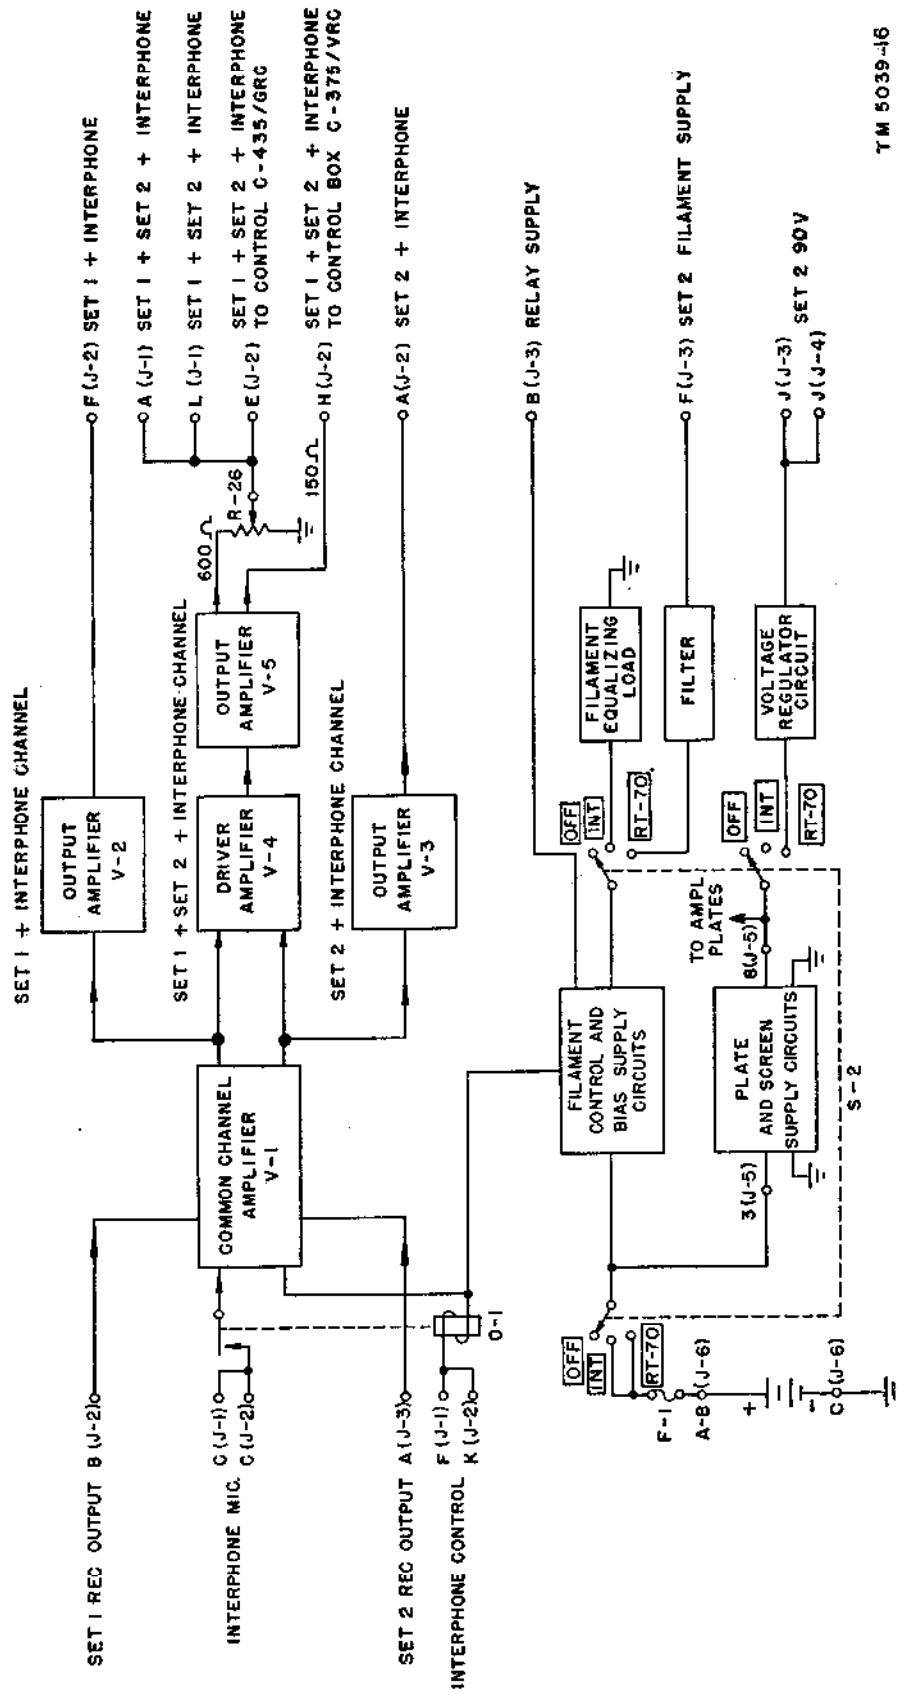 SET 1 + INTERPHONE CHANNEL
SET 1 REC OUTPUT B (J-2)
OUTPUT
AMPLIFIER
V-2
F (J-2) SET 1 + INTERPHONE
A (J-1) SET 1 + SET 2 + INTERPHONE
L (J-1) SET 1 + SET 2 + INTERPHONE
E (J-2) SET 1 + SET 2 + INTERPHONE
TO CONTROL C-435/GRC
H (J-2) SET 1 + SET 2 + INTERPHONE
TO CONTROL BOX C-375/VRC
SET 1 + SET 2 + INTERPHONE CHANNEL
INTERPHONE MIC.
C (J-1)
C (J-2)
COMMON CHANNEL
AMPLIFIER
V-1
DRIVER
AMPLIFIER
V-4
OUTPUT
AMPLIFIER
V-5
600Ω
R-26
150Ω
SET 2 + INTERPHONE CHANNEL
OUTPUT
AMPLIFIER
V-3
A (J-2) SET 2 + INTERPHONE
SET 2 REC OUTPUT A (J-3)
INTERPHONE CONTROL
F (J-1)
K (J-2)
O-1
B (J-3) RELAY SUPPLY
OFF
INT
RT-70
F-1
A-B (J-6)
+
-
C (J-6)
FILAMENT
CONTROL AND
BIAS SUPPLY
CIRCUITS
OFF
INT
RT-70
FILAMENT
EQUALIZING
LOAD
FILTER
F (J-3) SET 2 FILAMENT SUPPLY
3 (J-5)
PLATE
AND SCREEN
SUPPLY CIRCUITS
8 (J-5)
TO AMPL
PLATES
OFF
INT
RT-70
VOLTAGE
REGULATOR
CIRCUIT
J (J-3)
J (J-4)
SET 2 90V
S-2
TM 5039-16